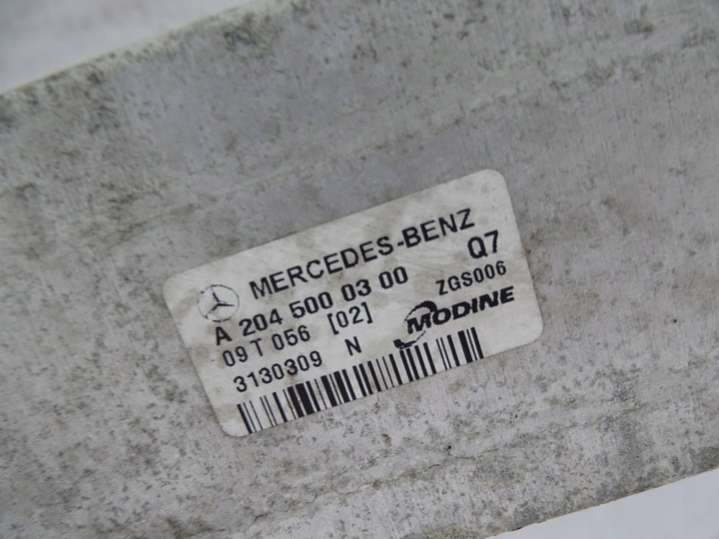 MERCEDES-BENZ
A 204 500 03 00 Q7
09 T 056 [02] ZGS006
3130309 N MODINE